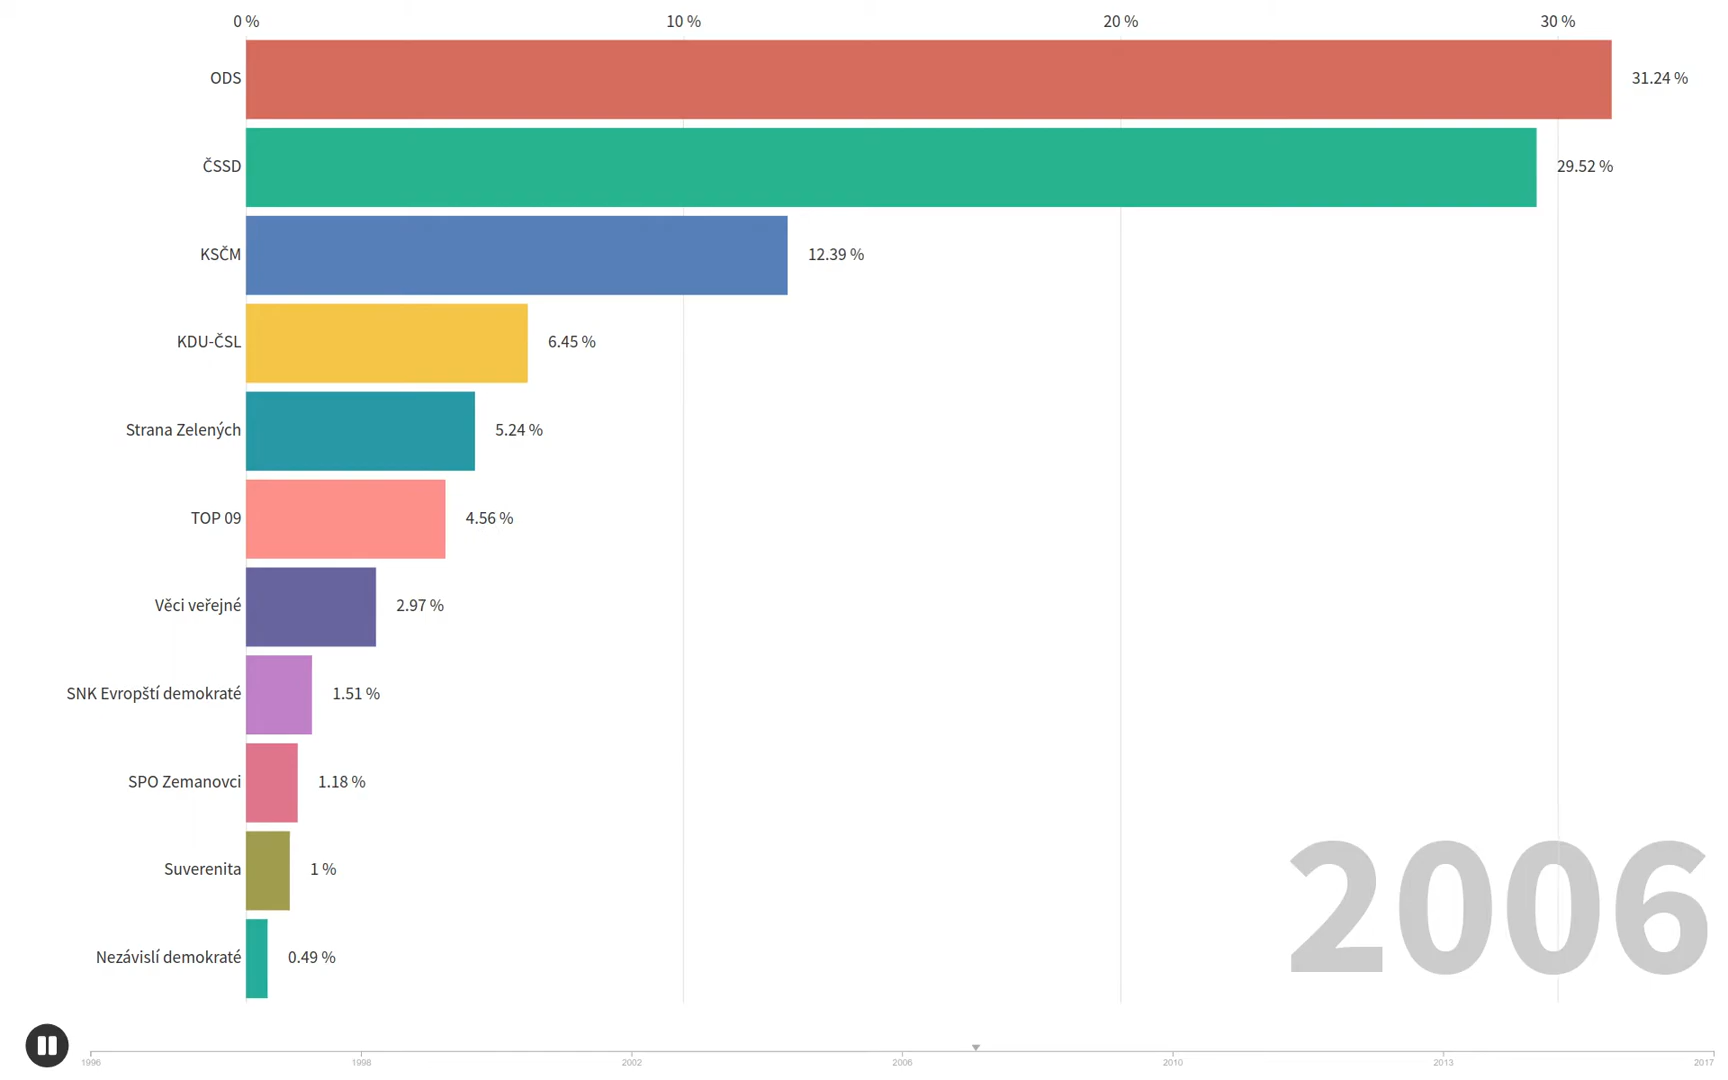 0 % 10 % 20 % 30 %
ODS 31.24 %
ČSSD 29.52 %
KSČM 12.39 %
KDU-ČSL 6.45 %
Strana Zelených 5.24 %
TOP 09 4.56 %
Věci veřejné 2.97 %
SNK Evropští demokraté 1.51 %
SPO Zemanovci 1.18 %
Suverenita 1 %
Nezávislí demokraté 0.49 %
2006
1996 1998 2002 2006 2010 2013 2017